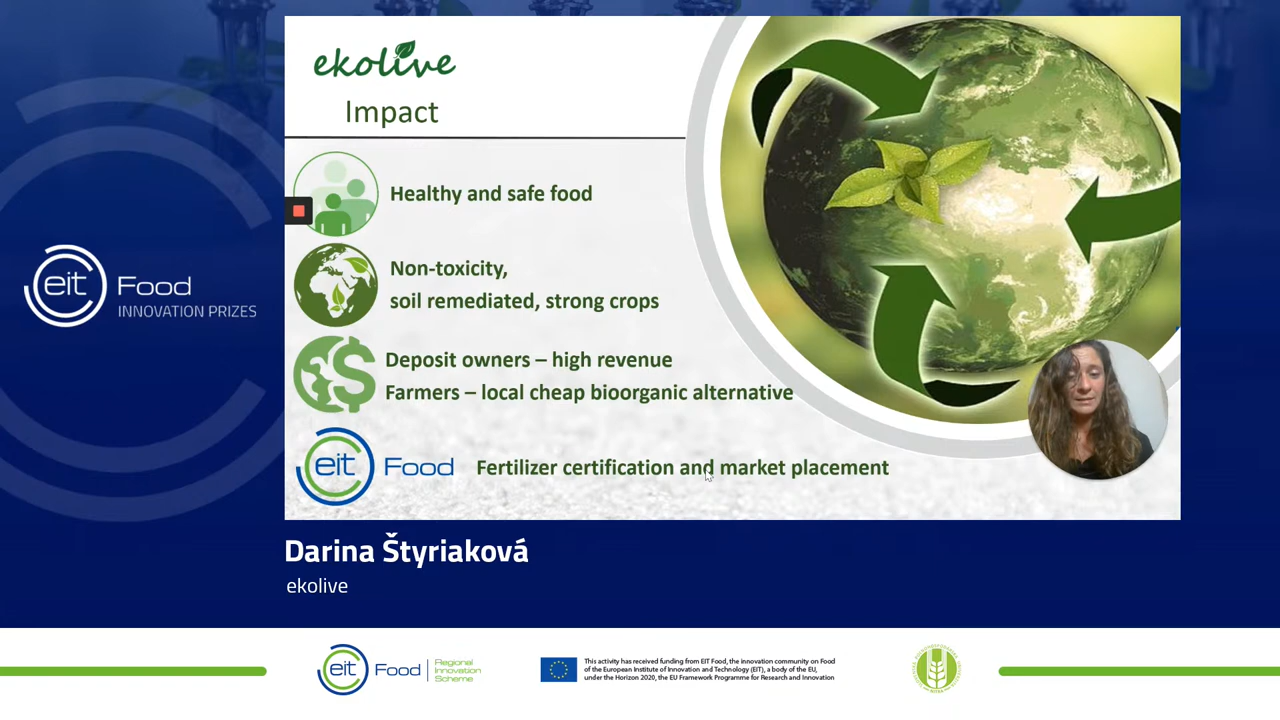 ekolive
Impact
Healthy and safe food
Non-toxicity,
soil remediated, strong crops
Deposit owners – high revenue
Farmers – local cheap bioorganic alternative
eit Food
Fertilizer certification and market placement
eit Food
INNOVATION PRIZES
Darina Štyriaková
ekolive
eit Food
Regional
Innovation
Scheme
This activity has received funding from EIT Food, the innovation community on Food
of the European Institute of Innovation and Technology (EIT), a body of the EU,
under the Horizon 2020, the EU Framework Programme for Research and Innovation